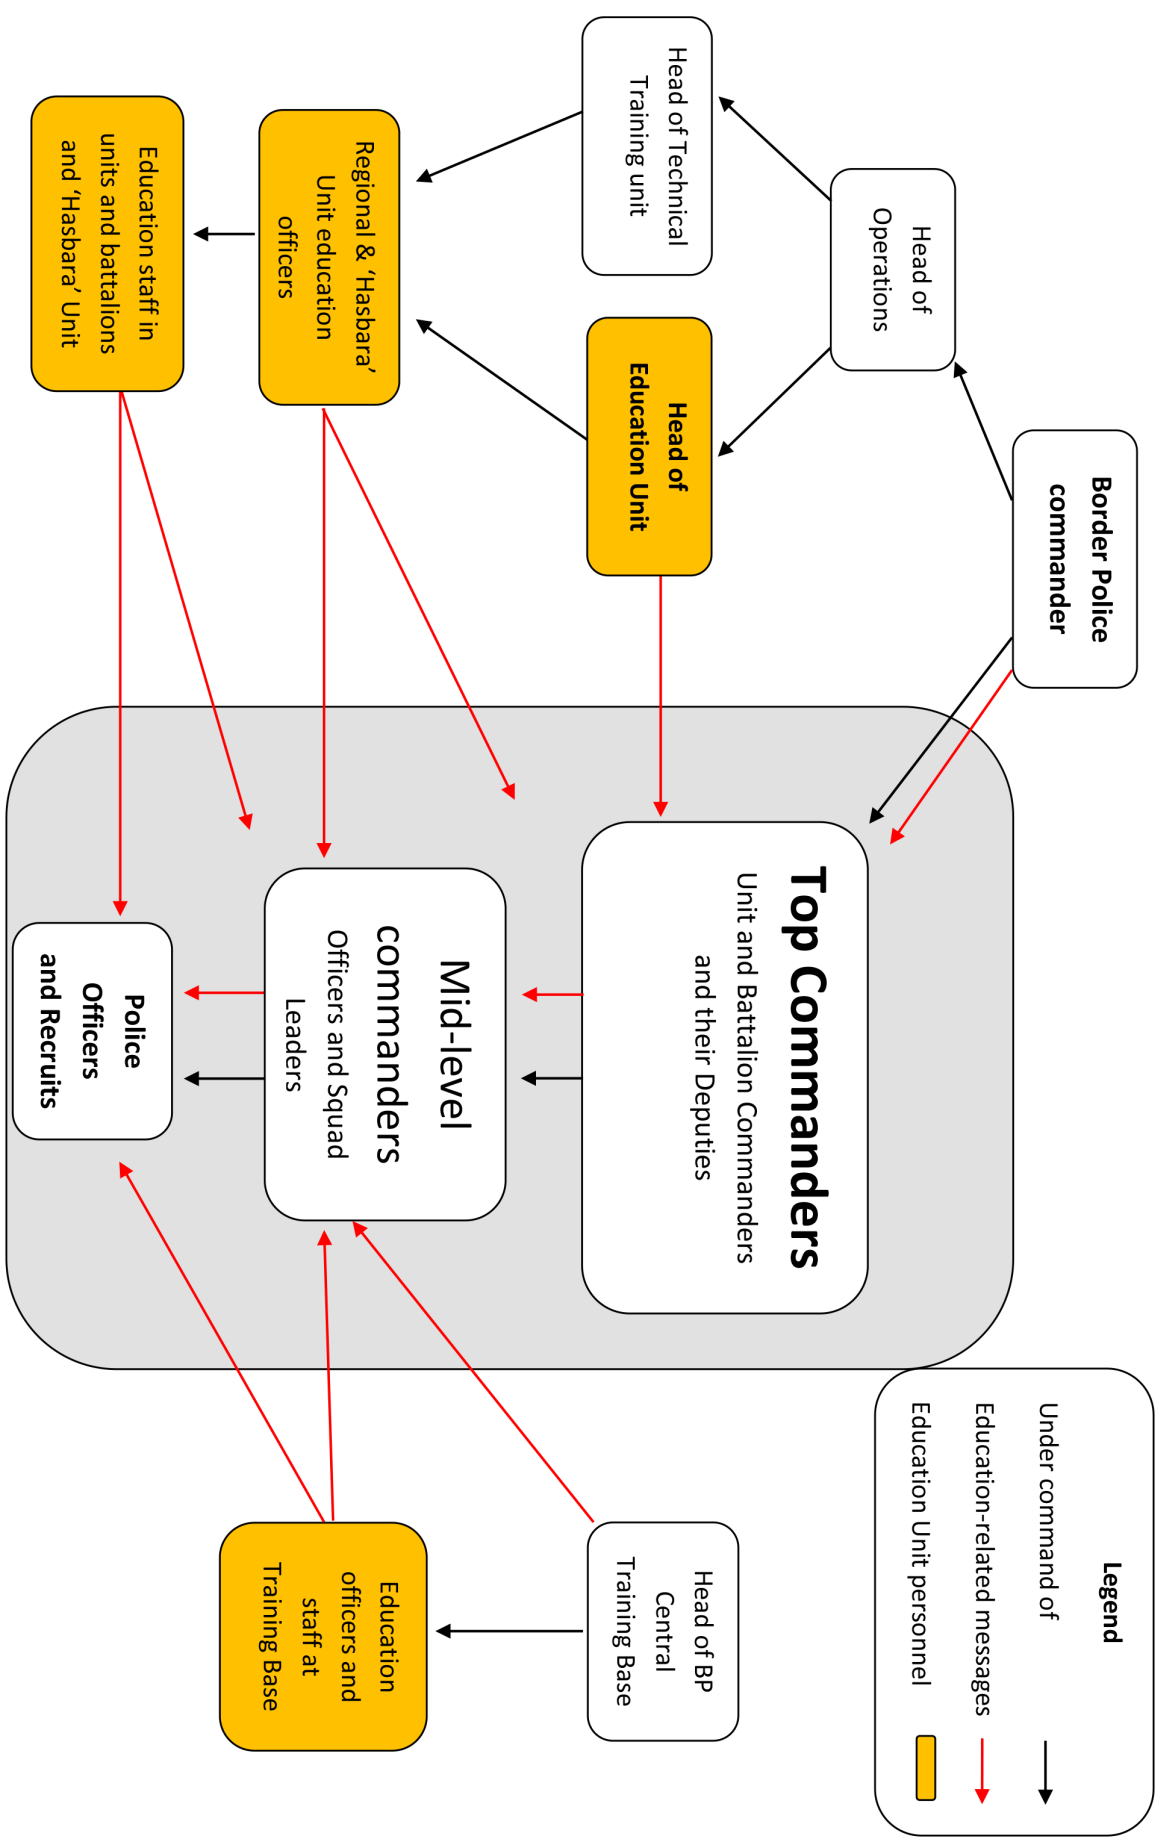 Border Police
commander
Legend
Under command of
Education-related messages
Education Unit personnel
Head of
Operations
Head of Technical
Training unit
Head of
Education Unit
Top Commanders
Unit and Battalion Commanders
and their Deputies
Head of BP
Central
Training Base
Regional & ‘Hasbara’
Unit education
officers
Mid-level
commanders
Officers and Squad
Leaders
Education
officers and
staff at
Training Base
Education staff in
units and battalions
and ‘Hasbara’ Unit
Police
Officers
and Recruits